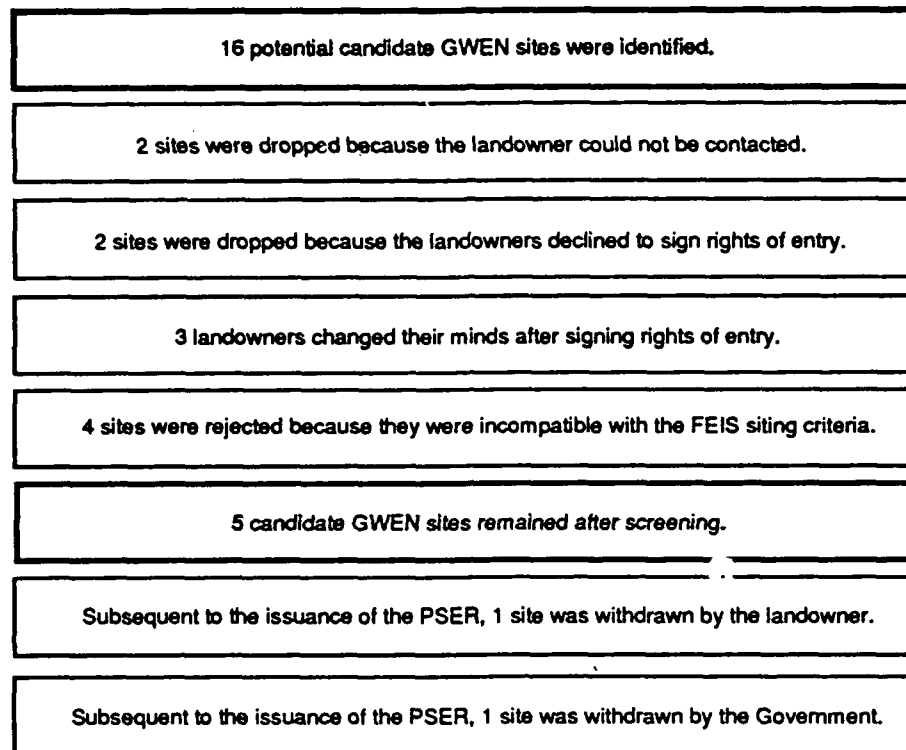 16 potential candidate GWEN sites were identified.
2 sites were dropped because the landowner could not be contacted.
2 sites were dropped because the landowners declined to sign rights of entry.
3 landowners changed their minds after signing rights of entry.
4 sites were rejected because they were incompatible with the FEIS siting criteria.
5 candidate GWEN sites remained after screening.
Subsequent to the issuance of the PSER, 1 site was withdrawn by the landowner.
Subsequent to the issuance of the PSER, 1 site was withdrawn by the Government.